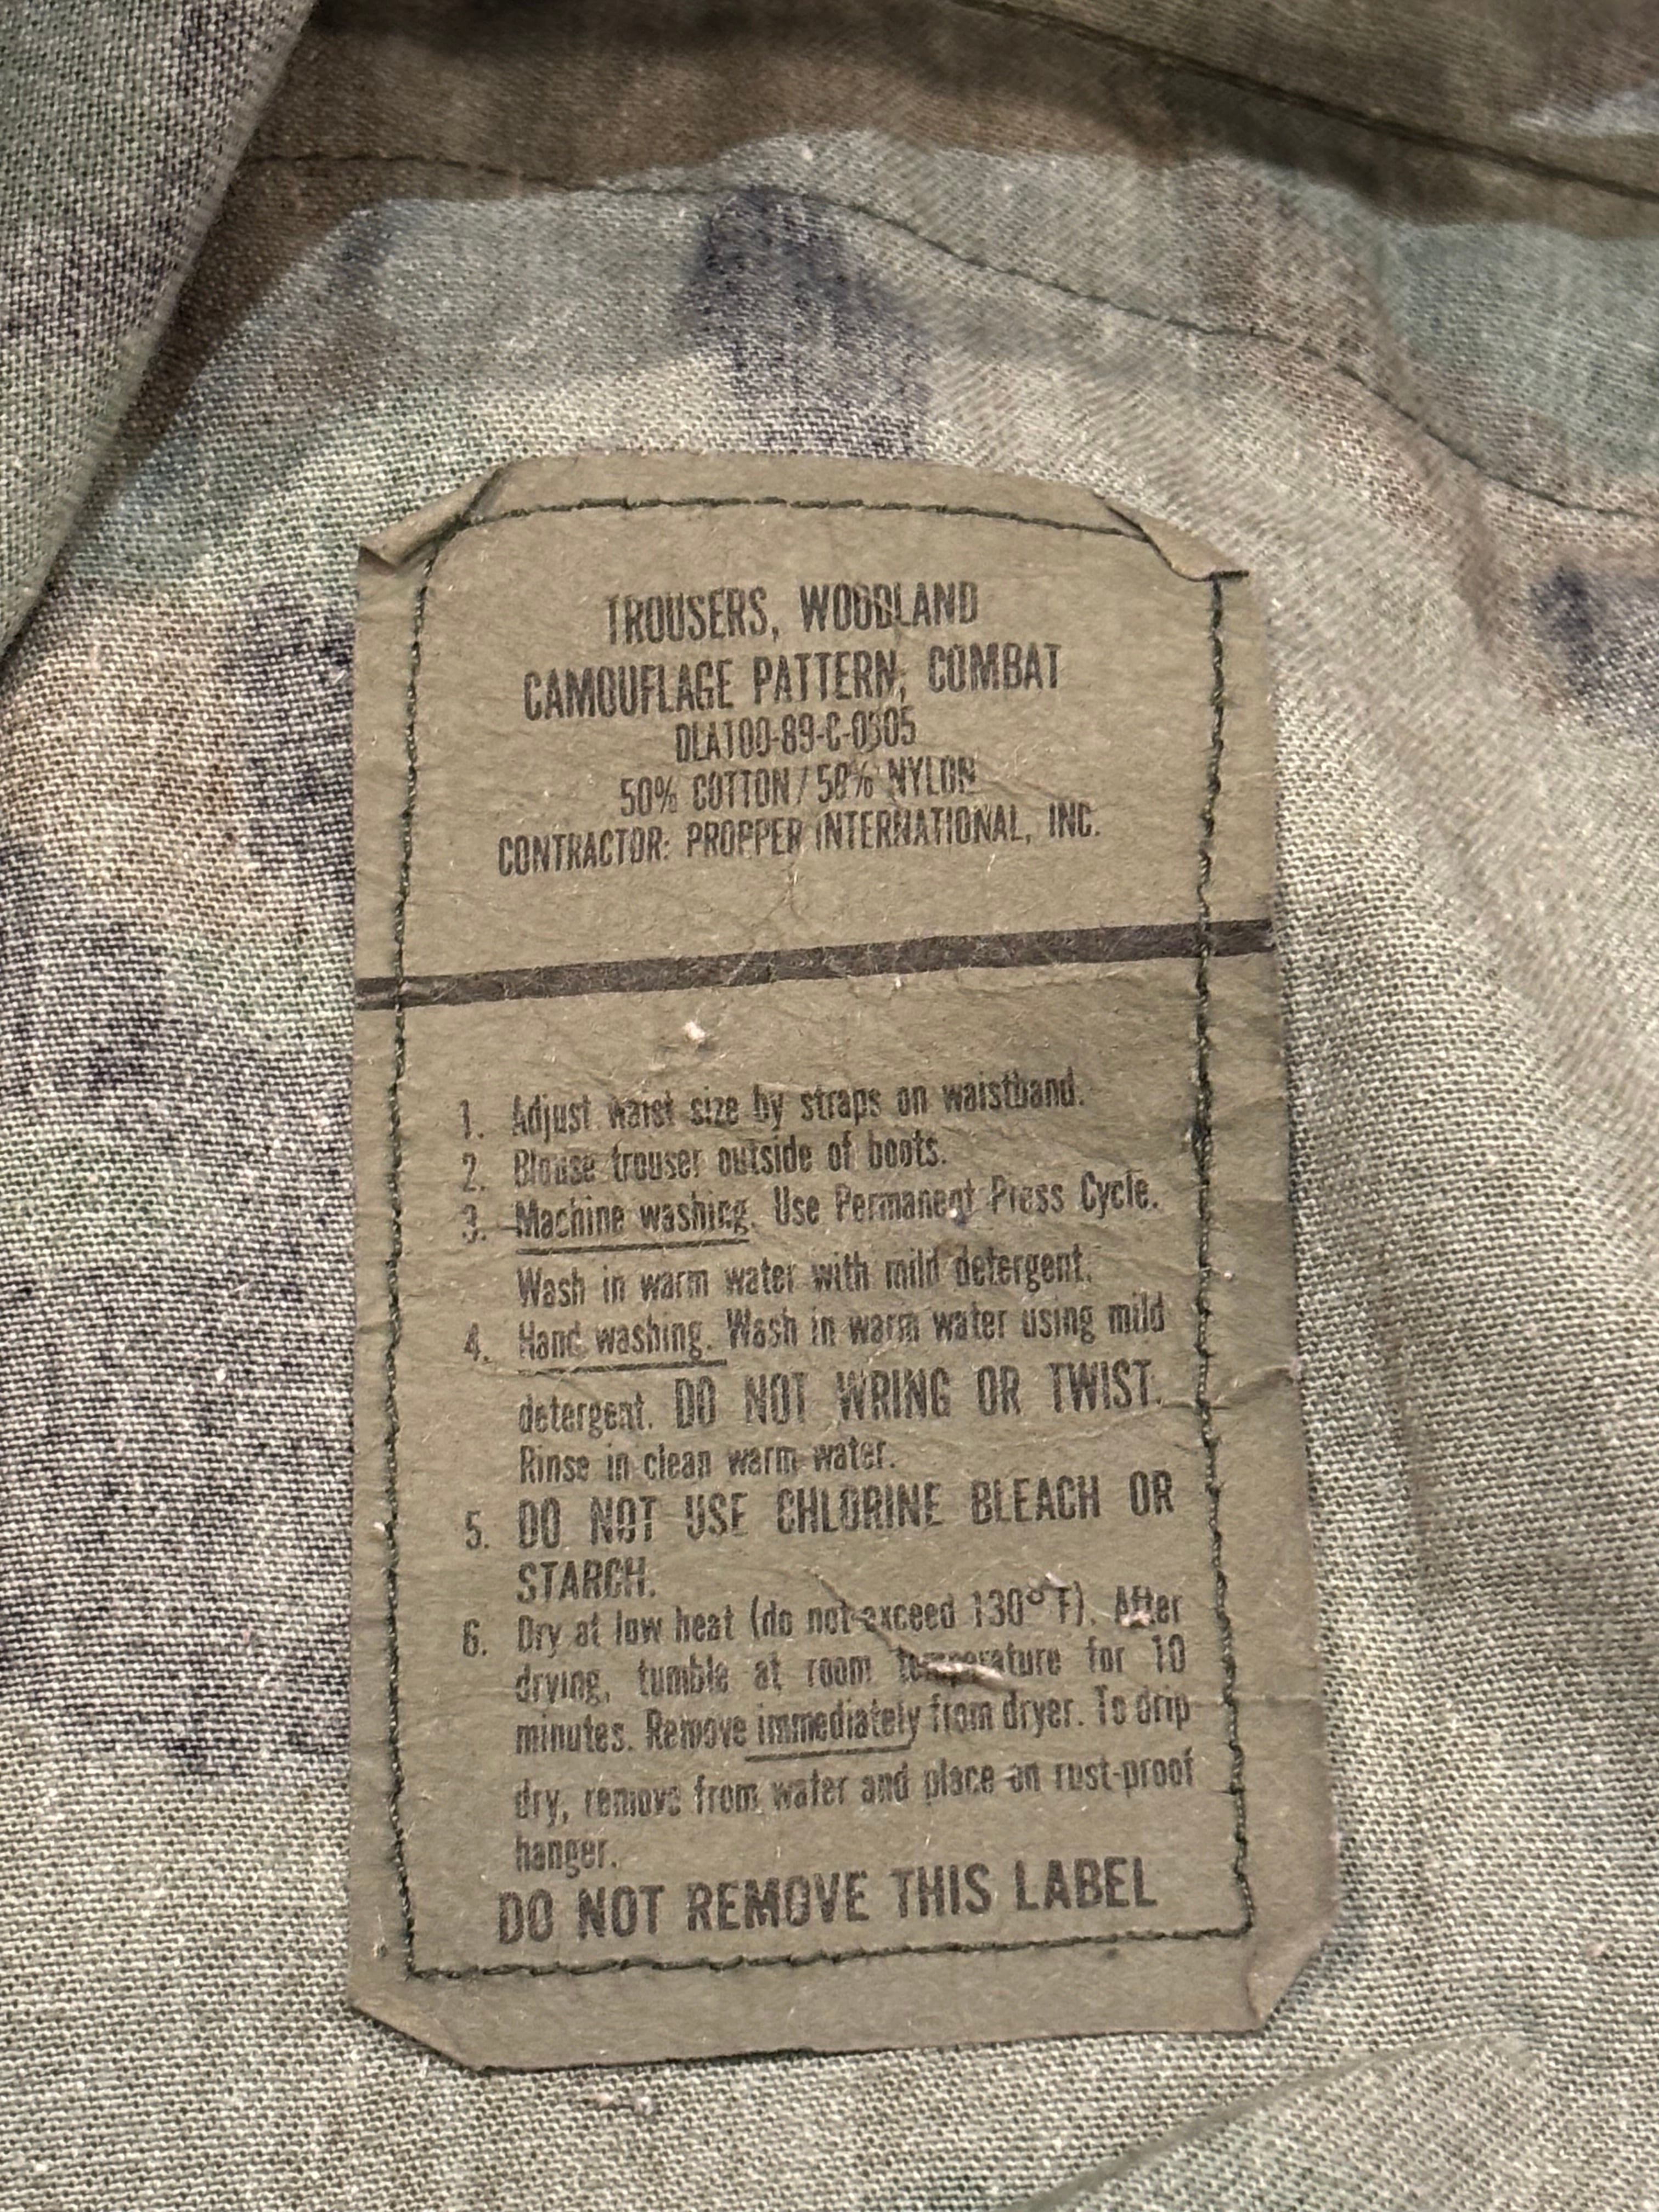 TROUSERS, WOODLAND
CAMOUFLAGE PATTERN, COMBAT
DLA100-89-C-0305
50% COTTON / 50% NYLON
CONTRACTOR: PROPPER INTERNATIONAL, INC.
1. Adjust waist size by straps on waistband.
2. Blouse trouser outside of boots.
3. Machine washing. Use Permanent Press Cycle.
Wash in warm water with mild detergent.
4. Hand washing. Wash in warm water using mild
detergent. DO NOT WRING OR TWIST.
Rinse in clean warm water.
5. DO NOT USE CHLORINE BLEACH OR
STARCH.
6. Dry at low heat (do not exceed 130° F). After
drying, tumble at room temperature for 10
minutes. Remove immediately from dryer. To drip
dry, remove from water and place on rust-proof
hanger.
DO NOT REMOVE THIS LABEL